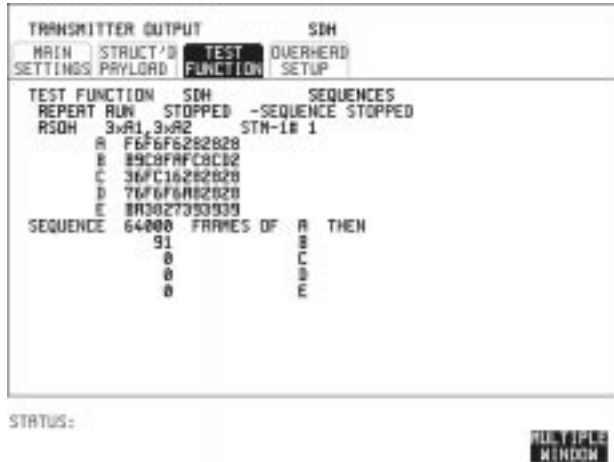 TRANSMITTER OUTPUT SDH
MAIN SETTINGS STRUCT'D PAYLOAD TEST FUNCTION OVERHEAD SETUP
TEST FUNCTION SDH SEQUENCES
REPEAT RUN STOPPED -SEQUENCE STOPPED
RSOH 3xA1,3xA2 STM-1# 1
A F6F6F6282828
B B9C8FAFC8CD2
C 36FC16282828
D 76F6F6A82828
E BA3827393939
SEQUENCE 64000 FRAMES OF A THEN
91 B
0 C
0 D
0 E
STATUS:
MULTIPLE
WINDOW